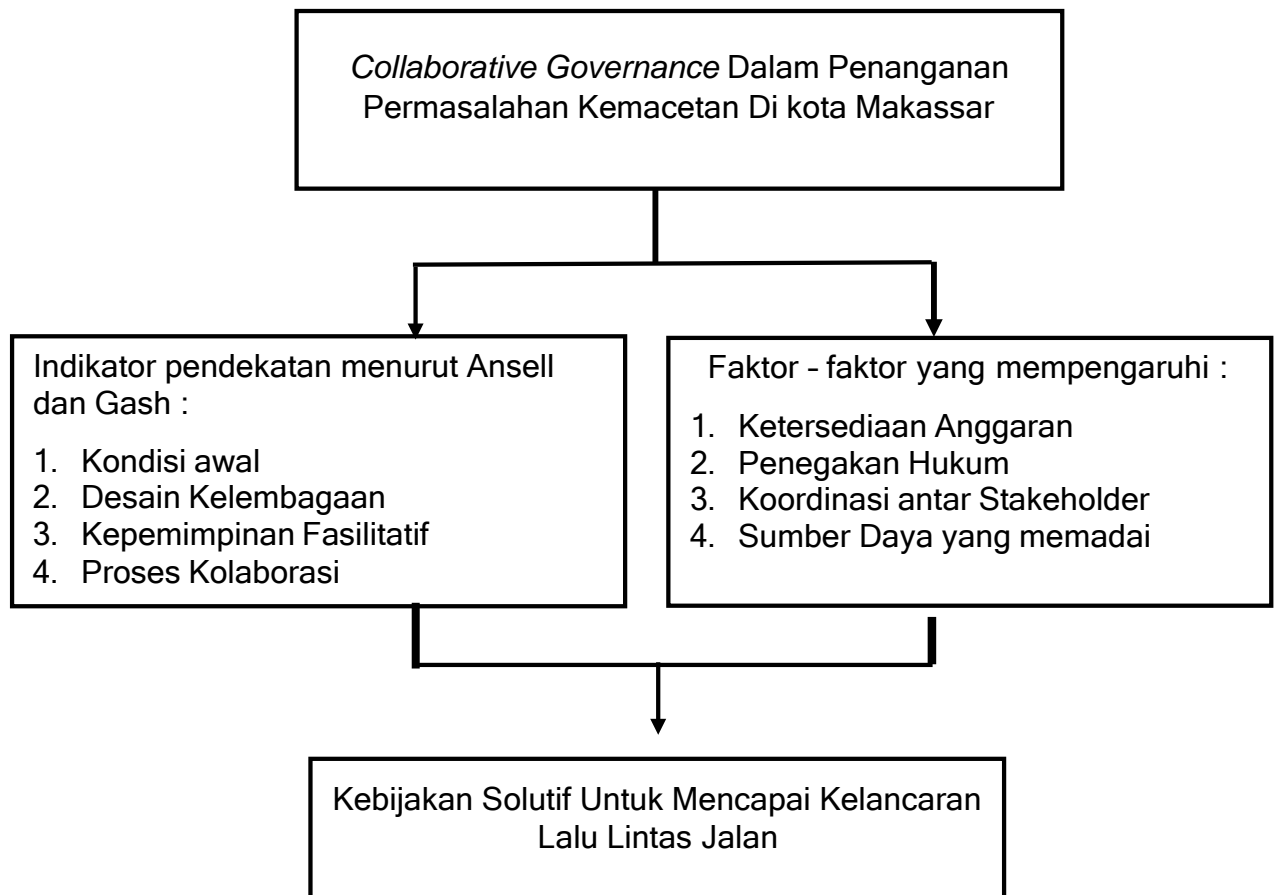 Collaborative Governance Dalam Penanganan
Permasalahan Kemacetan Di kota Makassar
Indikator pendekatan menurut Ansell
dan Gash :
1. Kondisi awal
2. Desain Kelembagaan
3. Kepemimpinan Fasilitatif
4. Proses Kolaborasi
Faktor – faktor yang mempengaruhi :
1. Ketersediaan Anggaran
2. Penegakan Hukum
3. Koordinasi antar Stakeholder
4. Sumber Daya yang memadai
Kebijakan Solutif Untuk Mencapai Kelancaran
Lalu Lintas Jalan